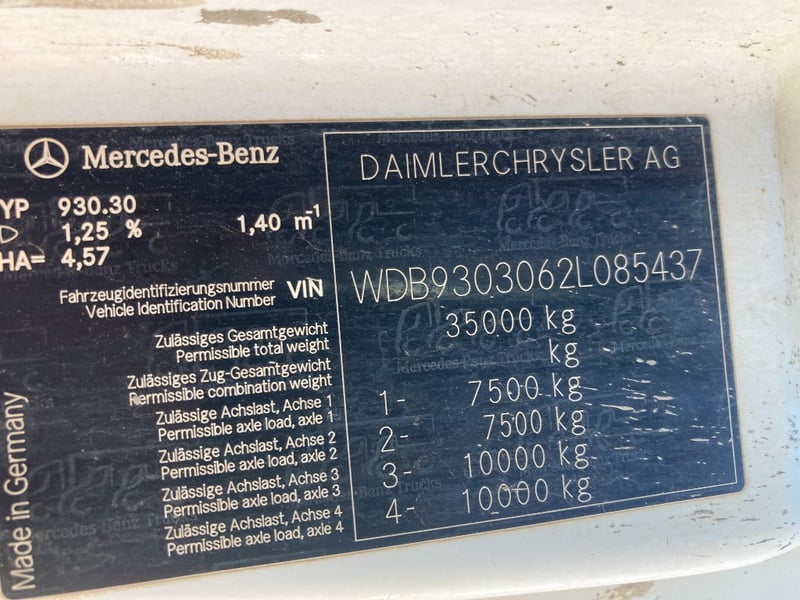 Mercedes-Benz
DAIMLERCHRYSLER AG
YP 930.30
D 1,25 % 1,40 m-1
HA= 4,57
Fahrzeugidentifizierungsnummer
Vehicle Identification Number
VIN WDB9303062L085437
Zulässiges Gesamtgewicht
Permissible total weight
35000 kg
Zulässiges Zug-Gesamtgewicht
Permissible combination weight
kg
Zulässige Achslast, Achse 1
Permissible axle load, axle 1
1- 7500 kg
Zulässige Achslast, Achse 2
Permissible axle load, axle 2
2- 7500 kg
Zulässige Achslast, Achse 3
Permissible axle load, axle 3
3- 10000 kg
Zulässige Achslast, Achse 4
Permissible axle load, axle 4
4- 10000 kg
Made in Germany